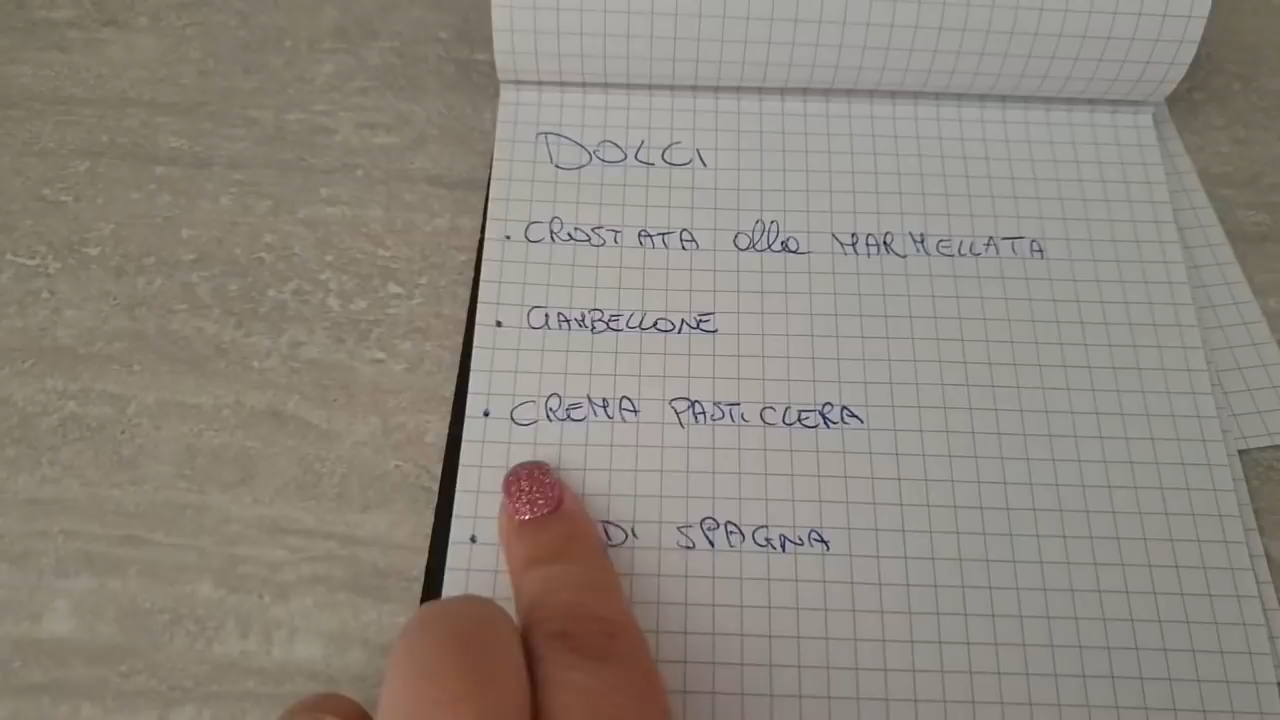 DOLCI
. CROSTATA alla MARMELLATA
. CIAMBELLONE
. CREMA PASTICCERA
. DI SPAGNA